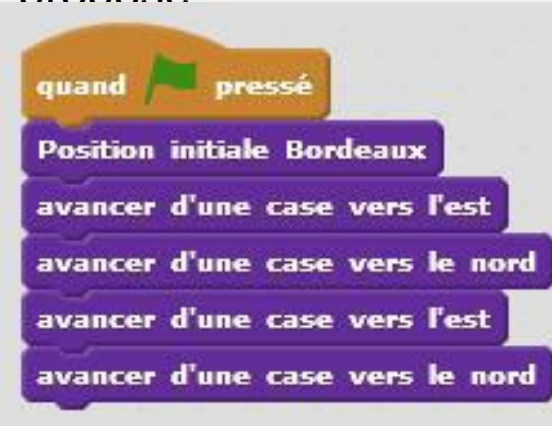 quand pressé
Position initiale Bordeaux
avancer d'une case vers l'est
avancer d'une case vers le nord
avancer d'une case vers l'est
avancer d'une case vers le nord